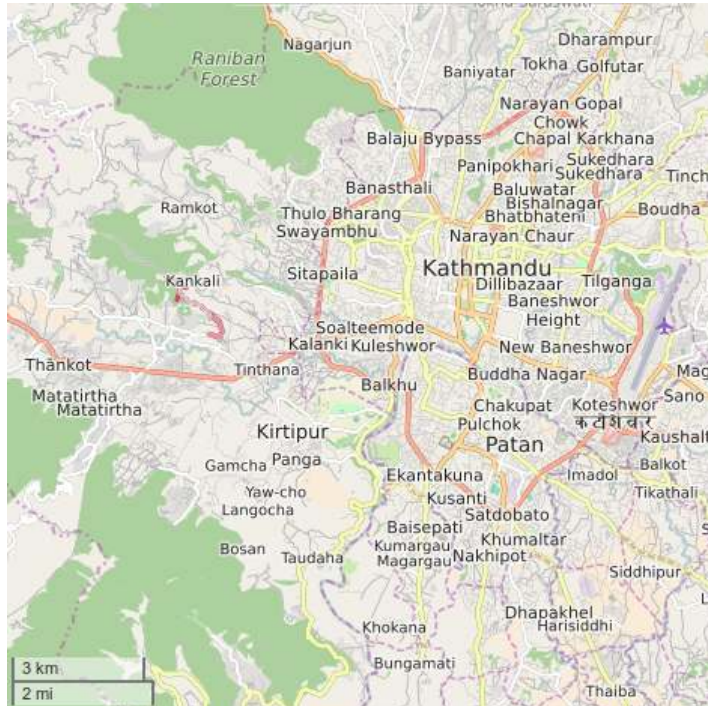 Nagarjun
Dharampur
Raniban
Forest
Tokha
Golfutar
Baniyatar
Narayan Gopal
Chowk
Balaju Bypass
Chapal Karkhana
Panipokhari
Sukedhara
Sukedhara
Tinch
Banasthali
Baluwatar
Ramkot
Bishalnagar
Thulo Bharang
Bhatbhateni
Boudha
Swayambhu
Narayan Chaur
Sitapaila
Kathmandu
Kankali
Dillibazaar
Tilganga
Baneshwor
Height
Soalteemode
Kalanki
Kuleshwor
New Baneshwor
Thānkot
Tinthana
Buddha Nagar
Mag
Balkhu
Matatirtha
Matatirtha
Sano
Chakupat
Koteshwor
Kirtipur
Pulchok
Patan
Kaushalt
Gamcha
Panga
Balkot
Ekantakuna
Imadol
Yaw-cho
Kusanti
Tikathali
Langocha
Satdobato
Baisepati
Bosan
Kumargau
Khumaltar
Taudaha
Magargau
Nakhipot
Siddhipur
Dhapakhel
Khokana
Harisiddhi
Bungamati
3 km
2 mi
Thaiba